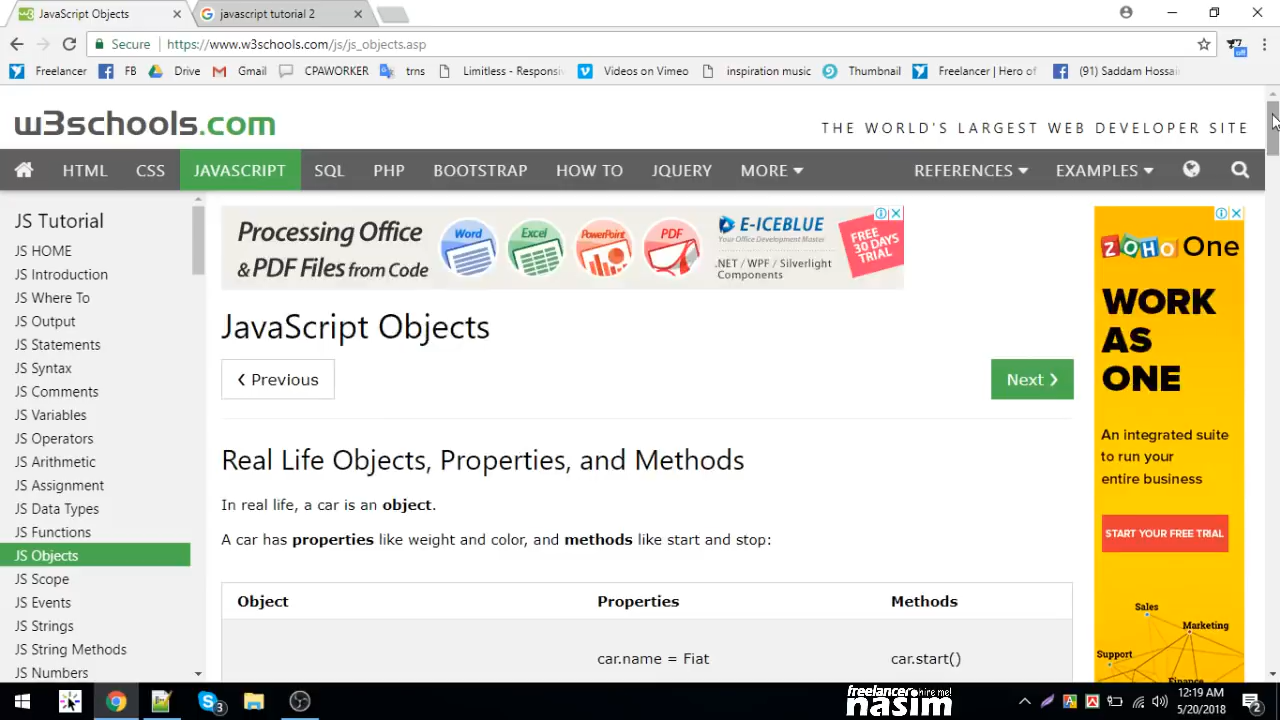 JavaScript Objects
javascript tutorial 2
Secure https://www.w3schools.com/js/js_objects.asp
off
Freelancer FB Drive Gmail CPAWORKER trns Limitless - Responsi Videos on Vimeo inspiration music Thumbnail Freelancer | Hero of (91) Saddam Hossai
w3schools.com
THE WORLD'S LARGEST WEB DEVELOPER SITE
HTML CSS JAVASCRIPT SQL PHP BOOTSTRAP HOW TO JQUERY MORE REFERENCES EXAMPLES
JS Tutorial
JS HOME
JS Introduction
JS Where To
JS Output
JS Statements
JS Syntax
JS Comments
JS Variables
JS Operators
JS Arithmetic
JS Assignment
JS Data Types
JS Functions
JS Objects
JS Scope
JS Events
JS Strings
JS String Methods
JS Numbers
Processing Office
& PDF Files from Code
Word
Excel
PowerPoint
PDF
E-ICEBLUE
Your Office Development Master
.NET / WPF / Silverlight
Components
FREE
30 DAYS
TRIAL
JavaScript Objects
❮ Previous
Next ❯
Real Life Objects, Properties, and Methods
In real life, a car is an object.
A car has properties like weight and color, and methods like start and stop:
Object Properties Methods
car.name = Fiat car.start()
ZOHO One
WORK
AS
ONE
An integrated suite
to run your
entire business
START YOUR FREE TRIAL
Sales
Marketing
Support
Finance
3
freelancer hire me!
nasim
12:19 AM
5/20/2018
2